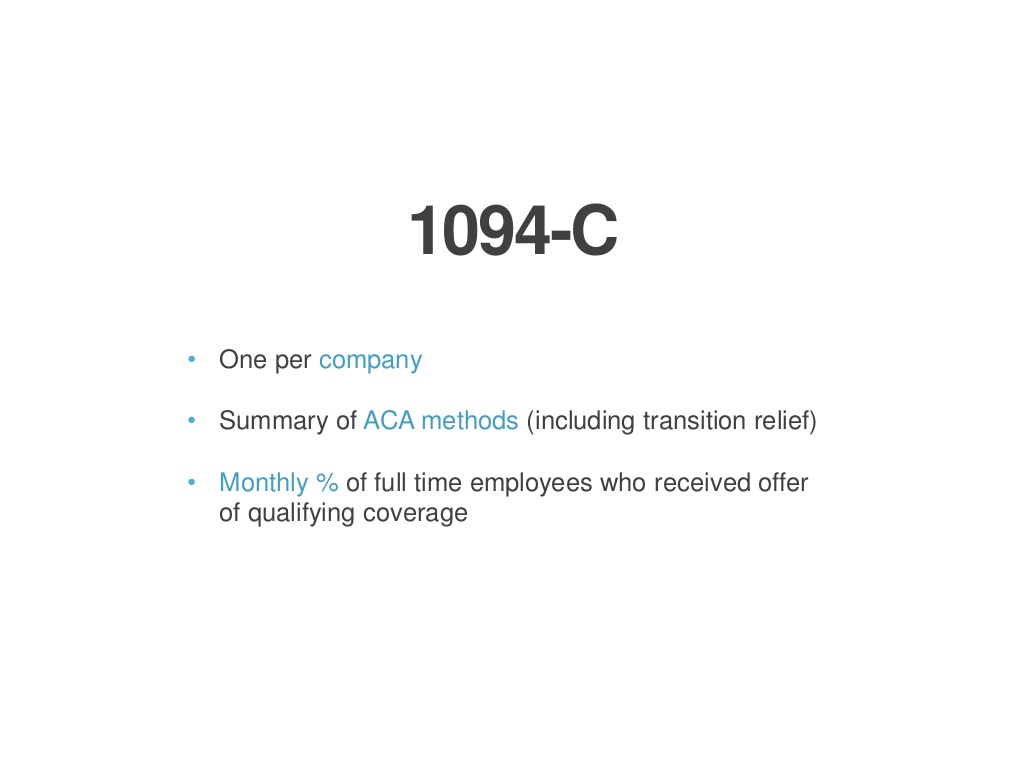 1094-C
• One per company
• Summary of ACA methods (including transition relief)
• Monthly % of full time employees who received offer
of qualifying coverage